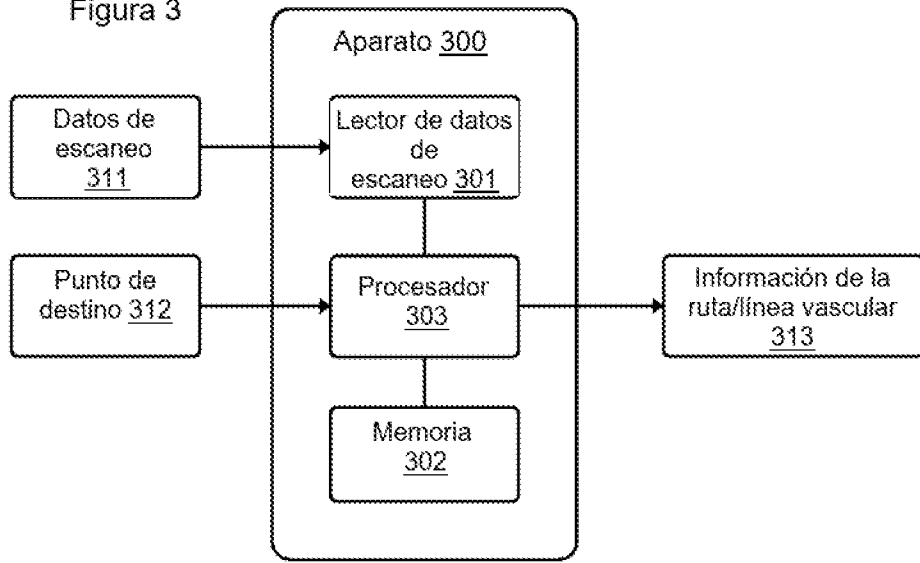 Figura 3
Aparato 300
Datos de
escaneo
311
Lector de datos
de
escaneo 301
Punto de
destino 312
Procesador
303
Información de la
ruta/línea vascular
313
Memoria
302